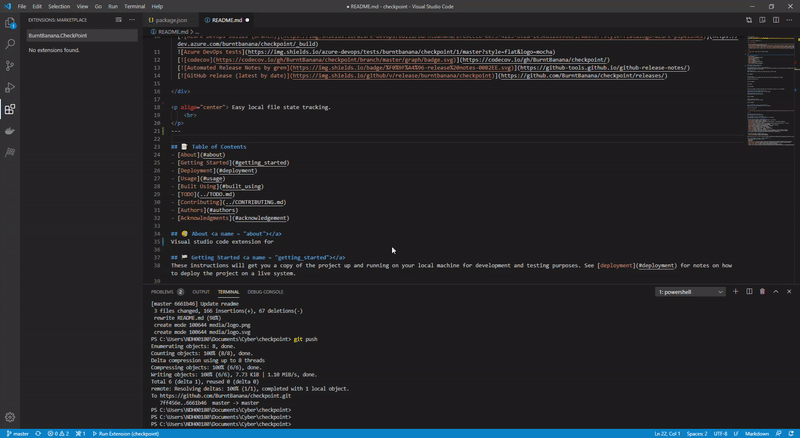 File Edit Selection View Go Run Terminal Help
● README.md - checkpoint - Visual Studio Code
EXTENSIONS: MARKETPLACE
BurntBanana.CheckPoint
No extensions found.
package.json
README.md ●
README.md > ...
dev.azure.com/burntbanana/checkpoint/_build)
11 [![Azure DevOps tests](https://img.shields.io/azure-devops/tests/burntbanana/checkpoint/1/master?style=flat&logo=mocha)
12 [![codecov](https://codecov.io/gh/BurntBanana/checkpoint/branch/master/graph/badge.svg)](https://codecov.io/gh/BurntBanana/checkpoint/)
13 [![Automated Release Notes by gren](https://img.shields.io/badge/%F0%9F%A4%96-release%20notes-00B2EE.svg)](https://github-tools.github.io/github-release-notes/)
14 [![GitHub release (latest by date)](https://img.shields.io/github/v/release/burntbanana/checkpoint)](https://github.com/BurntBanana/checkpoint/releases/)
15
16 </div>
17
18 <p align="center"> Easy local file state tracking.
19 <br>
20 </p>
21 ---
22
23 ## 📝 Table of Contents
24 - [About](#about)
25 - [Getting Started](#getting_started)
26 - [Deployment](#deployment)
27 - [Usage](#usage)
28 - [Built Using](#built_using)
29 - [TODO](../TODO.md)
30 - [Contributing](../CONTRIBUTING.md)
31 - [Authors](#authors)
32 - [Acknowledgments](#acknowledgement)
33
34 ## 🧐 About <a name = "about"></a>
35 Visual studio code extension for
36
37 ## 🏁 Getting Started <a name = "getting_started"></a>
38 These instructions will get you a copy of the project up and running on your local machine for development and testing purposes. See [deployment](#deployment) for notes on how
to deploy the project on a live system.
PROBLEMS 2 OUTPUT TERMINAL DEBUG CONSOLE
1: powershell
[master 6661b46] Update readme
3 files changed, 166 insertions(+), 67 deletions(-)
rewrite README.md (98%)
create mode 100644 media/logo.png
create mode 100644 media/logo.svg
PS C:\Users\NDH00180\Documents\Cyber\checkpoint> git push
Enumerating objects: 8, done.
Counting objects: 100% (8/8), done.
Delta compression using up to 8 threads
Compressing objects: 100% (6/6), done.
Writing objects: 100% (6/6), 7.73 KiB | 1.10 MiB/s, done.
Total 6 (delta 1), reused 0 (delta 0)
remote: Resolving deltas: 100% (1/1), completed with 1 local object.
To https://github.com/BurntBanana/checkpoint.git
7ff456e..6661b46 master -> master
PS C:\Users\NDH00180\Documents\Cyber\checkpoint>
PS C:\Users\NDH00180\Documents\Cyber\checkpoint>
PS C:\Users\NDH00180\Documents\Cyber\checkpoint>
master 0 2 1 Run Extension (checkpoint)
Ln 22, Col 1 Spaces: 2 UTF-8 LF Markdown